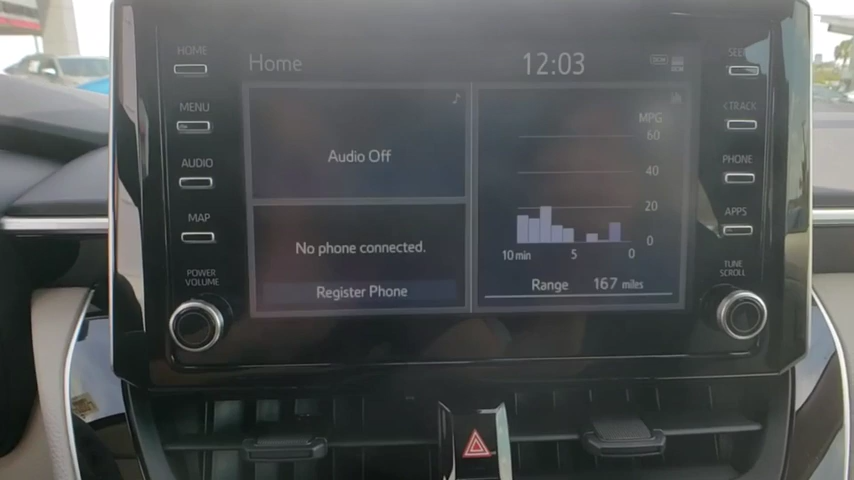 HOME
Home
12:03
MENU
TRACK
AUDIO
PHONE
MAP
APPS
POWER
VOLUME
TUNE
SCROLL
Audio Off
No phone connected.
Register Phone
MPG
60
40
20
0
10 min
5
0
Range 167 miles